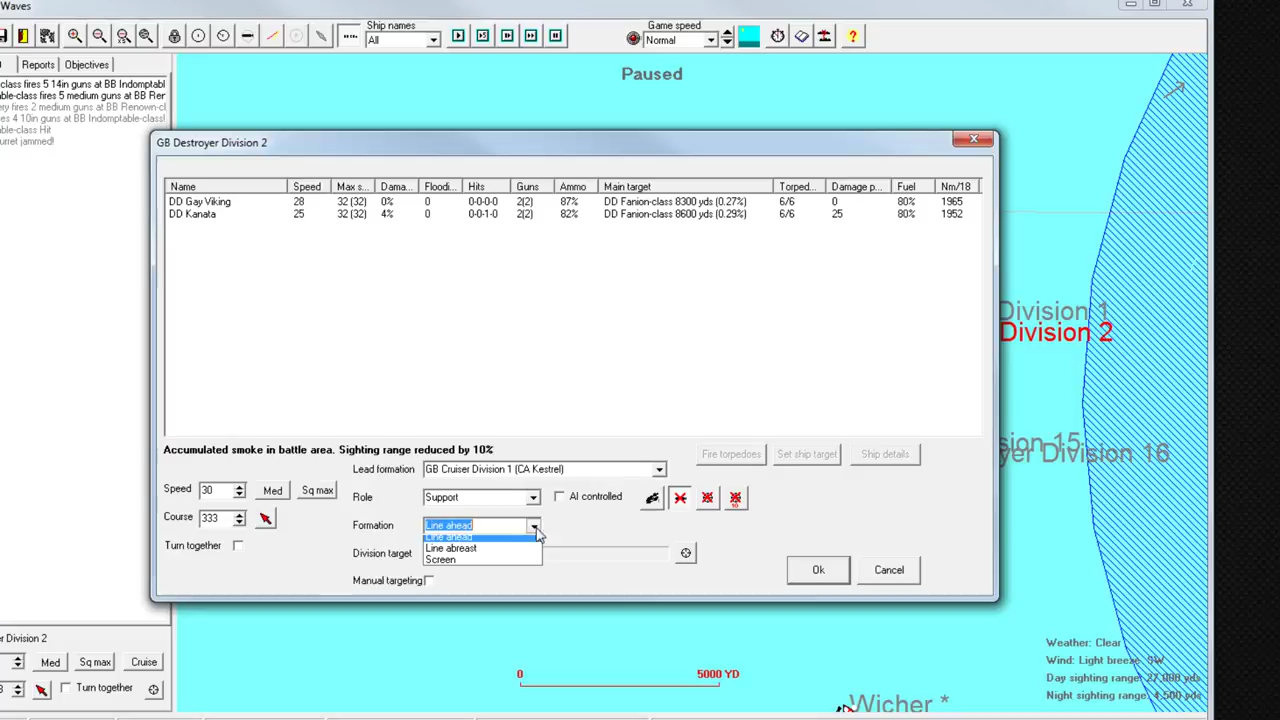 Waves
Ship names
All
Game speed
Normal
Reports
Objectives
class fires 5 14in guns at BB Indomptabl
ble-class fires 5 medium guns at BB Rer
ery fires 2 medium guns at BB Renown-cl
es 4 10in guns at BB Indomptable-class!
table-class Hit
urret jammed!
Paused
GB Destroyer Division 2
Name Speed Max s... Dama... Floodi... Hits Guns Ammo Main target Torped... Damage p... Fuel Nm/18
DD Gay Viking 28 32 (32) 0% 0 0-0-0-0 2(2) 87% DD Fanion-class 8300 yds (0.27%) 6/6 0 80% 1965
DD Kanata 25 32 (32) 4% 0 0-0-1-0 2(2) 82% DD Fanion-class 8600 yds (0.29%) 6/6 25 80% 1952
Division 1
Division 2
sion 15
er Division 16
Accumulated smoke in battle area. Sighting range reduced by 10%
Fire torpedoes Set ship target Ship details
Lead formation GB Cruiser Division 1 (CA Kestrel)
Speed 30 Med Sq max
Role Support AI controlled
10
Course 333
Formation Line ahead
Line ahead
Line abreast
Screen
Turn together
Division target
Manual targeting
Ok Cancel
er Division 2
Med Sq max Cruise
Turn together
0 5000 YD
Weather: Clear
Wind: Light breeze SW
Day sighting range: 27,000 yds
Night sighting range: 4,500 yds
Wicher *